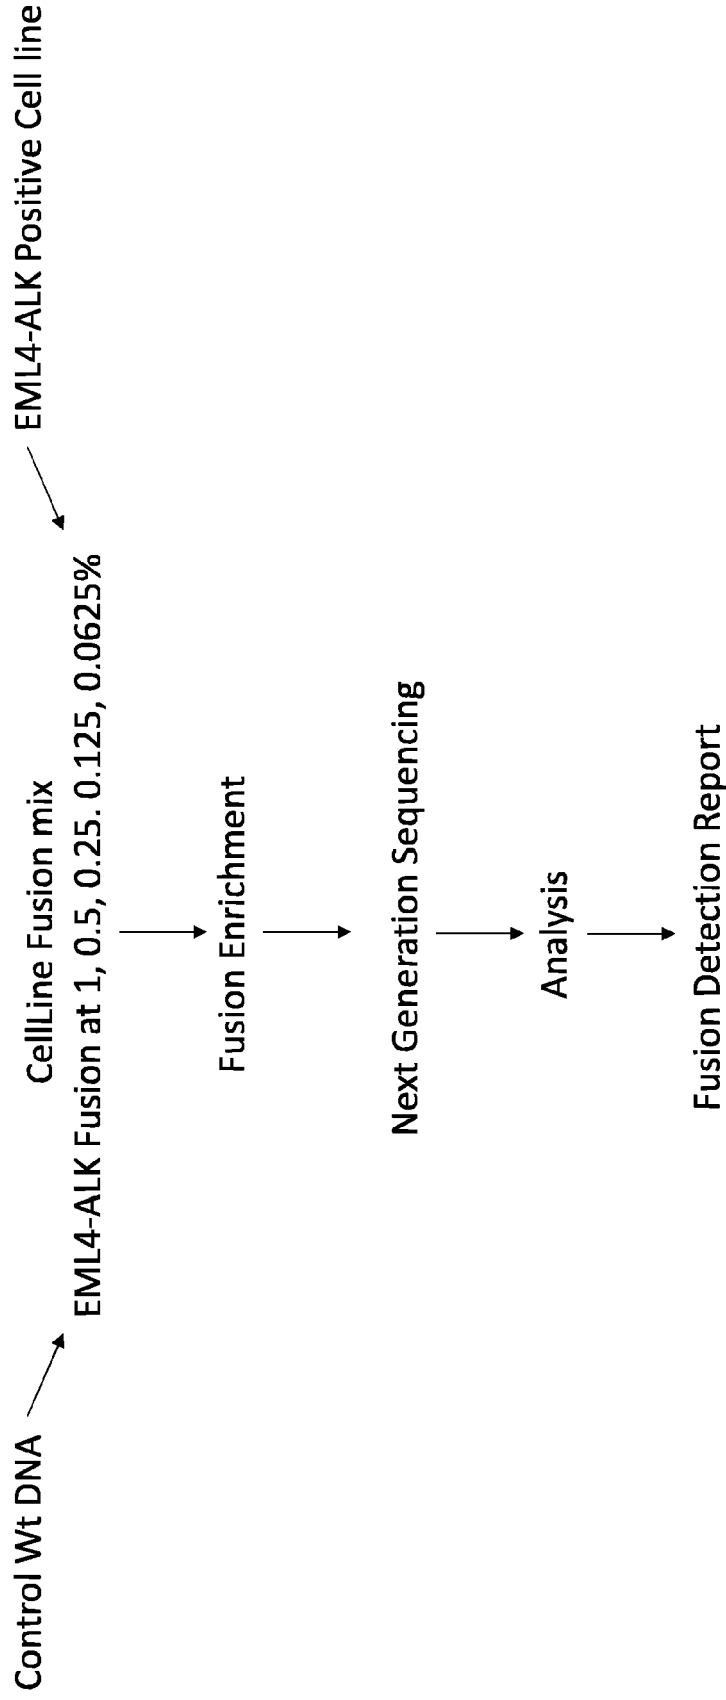 Control Wt DNA
EML4-ALK Positive Cell line
CellLine Fusion mix
EML4-ALK Fusion at 1, 0.5, 0.25. 0.125, 0.0625%
Fusion Enrichment
Next Generation Sequencing
Analysis
Fusion Detection Report